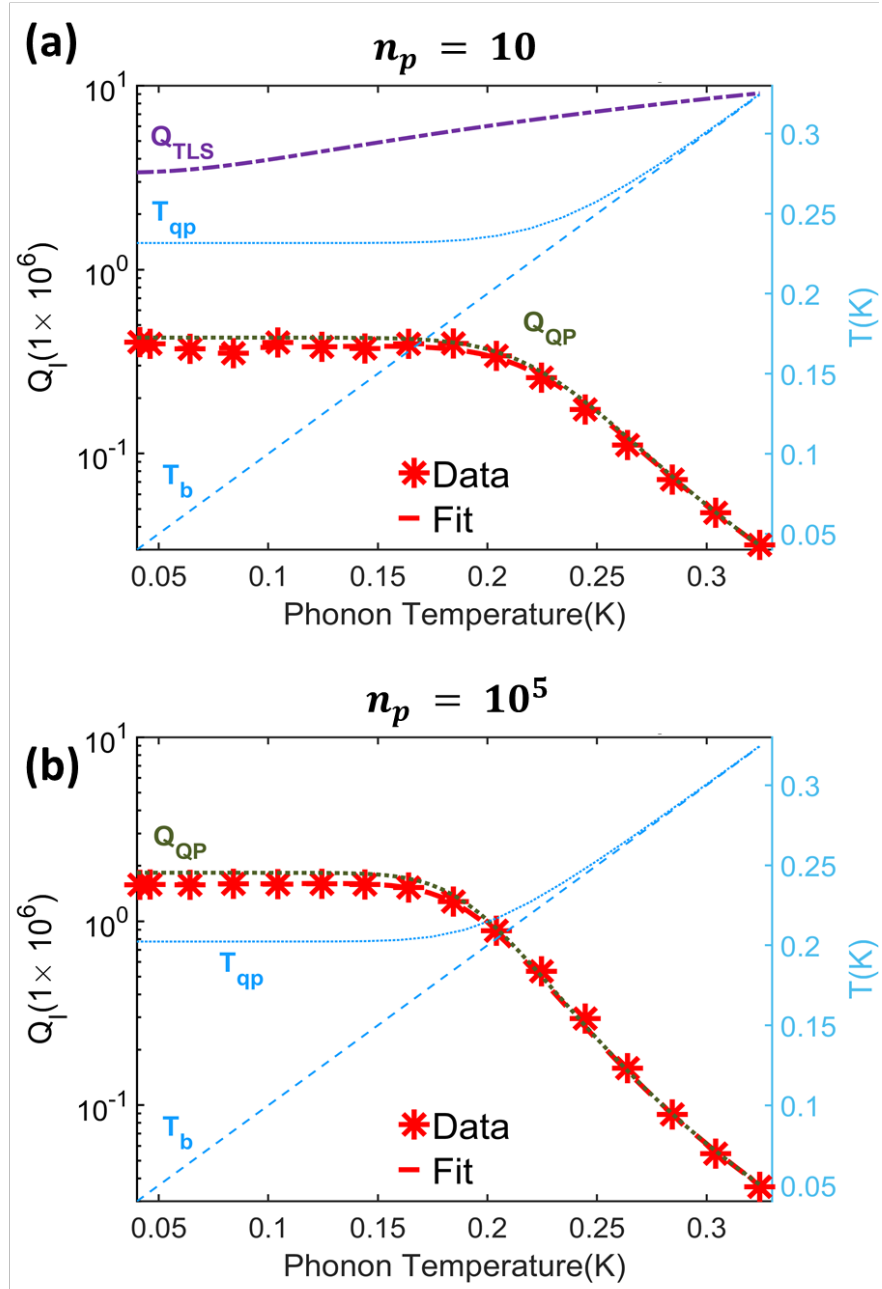 (a)
n_p = 10
10^1
Q_TLS
0.3
T_qp
0.25
10^0
Q_I(1× 10^6)
0.2
T(K)
Q_QP
0.15
10^-1
T_b
0.1
Data
Fit
0.05
0.05 0.1 0.15 0.2 0.25 0.3
Phonon Temperature(K)
(b)
n_p = 10^5
10^1
0.3
Q_QP
0.25
10^0
Q_I(1× 10^6)
T_qp
0.2
T(K)
0.15
10^-1
T_b
0.1
Data
Fit
0.05
0.05 0.1 0.15 0.2 0.25 0.3
Phonon Temperature(K)